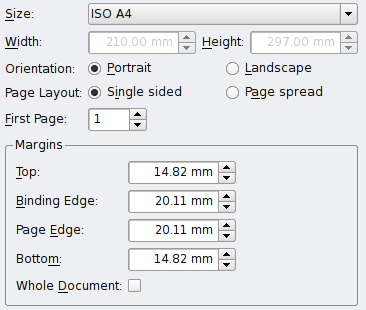 Size: ISO A4
Width: 210.00 mm Height: 297.00 mm
Orientation: Portrait Landscape
Page Layout: Single sided Page spread
First Page: 1
Margins
Top: 14.82 mm
Binding Edge: 20.11 mm
Page Edge: 20.11 mm
Bottom: 14.82 mm
Whole Document: